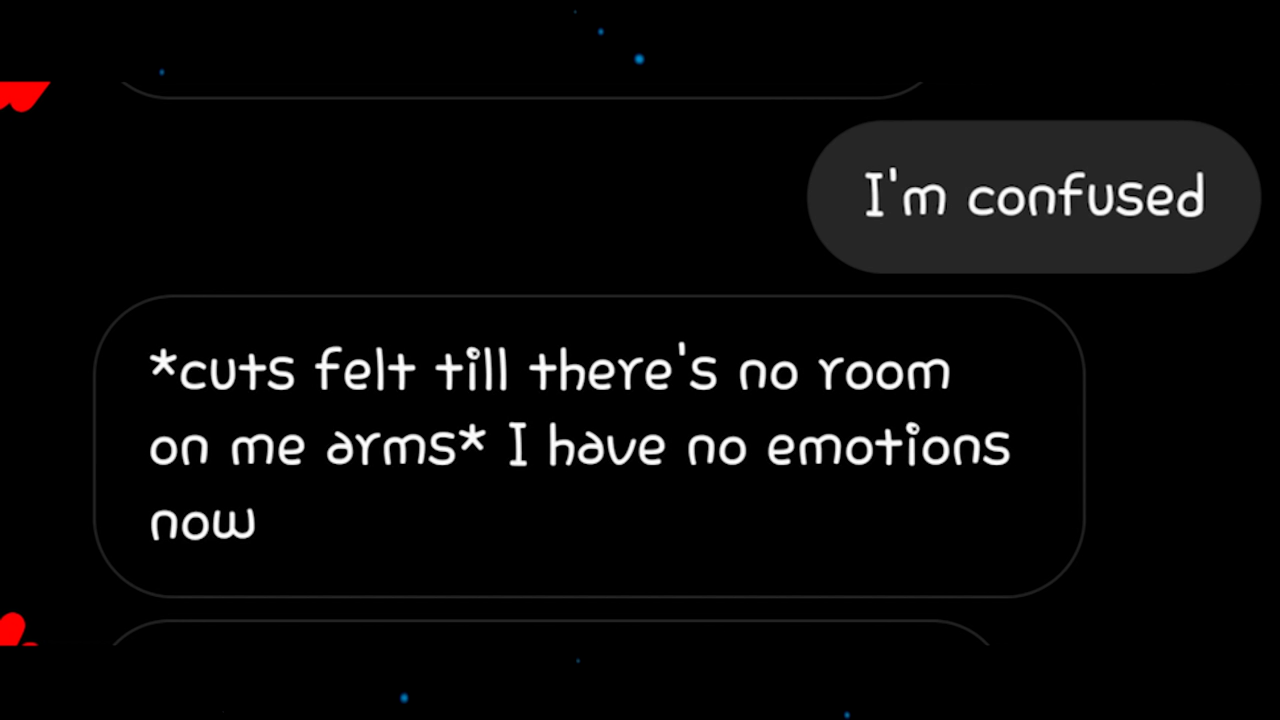 I'm confused
*cuts felt till there's no room
on me arms* I have no emotions
now